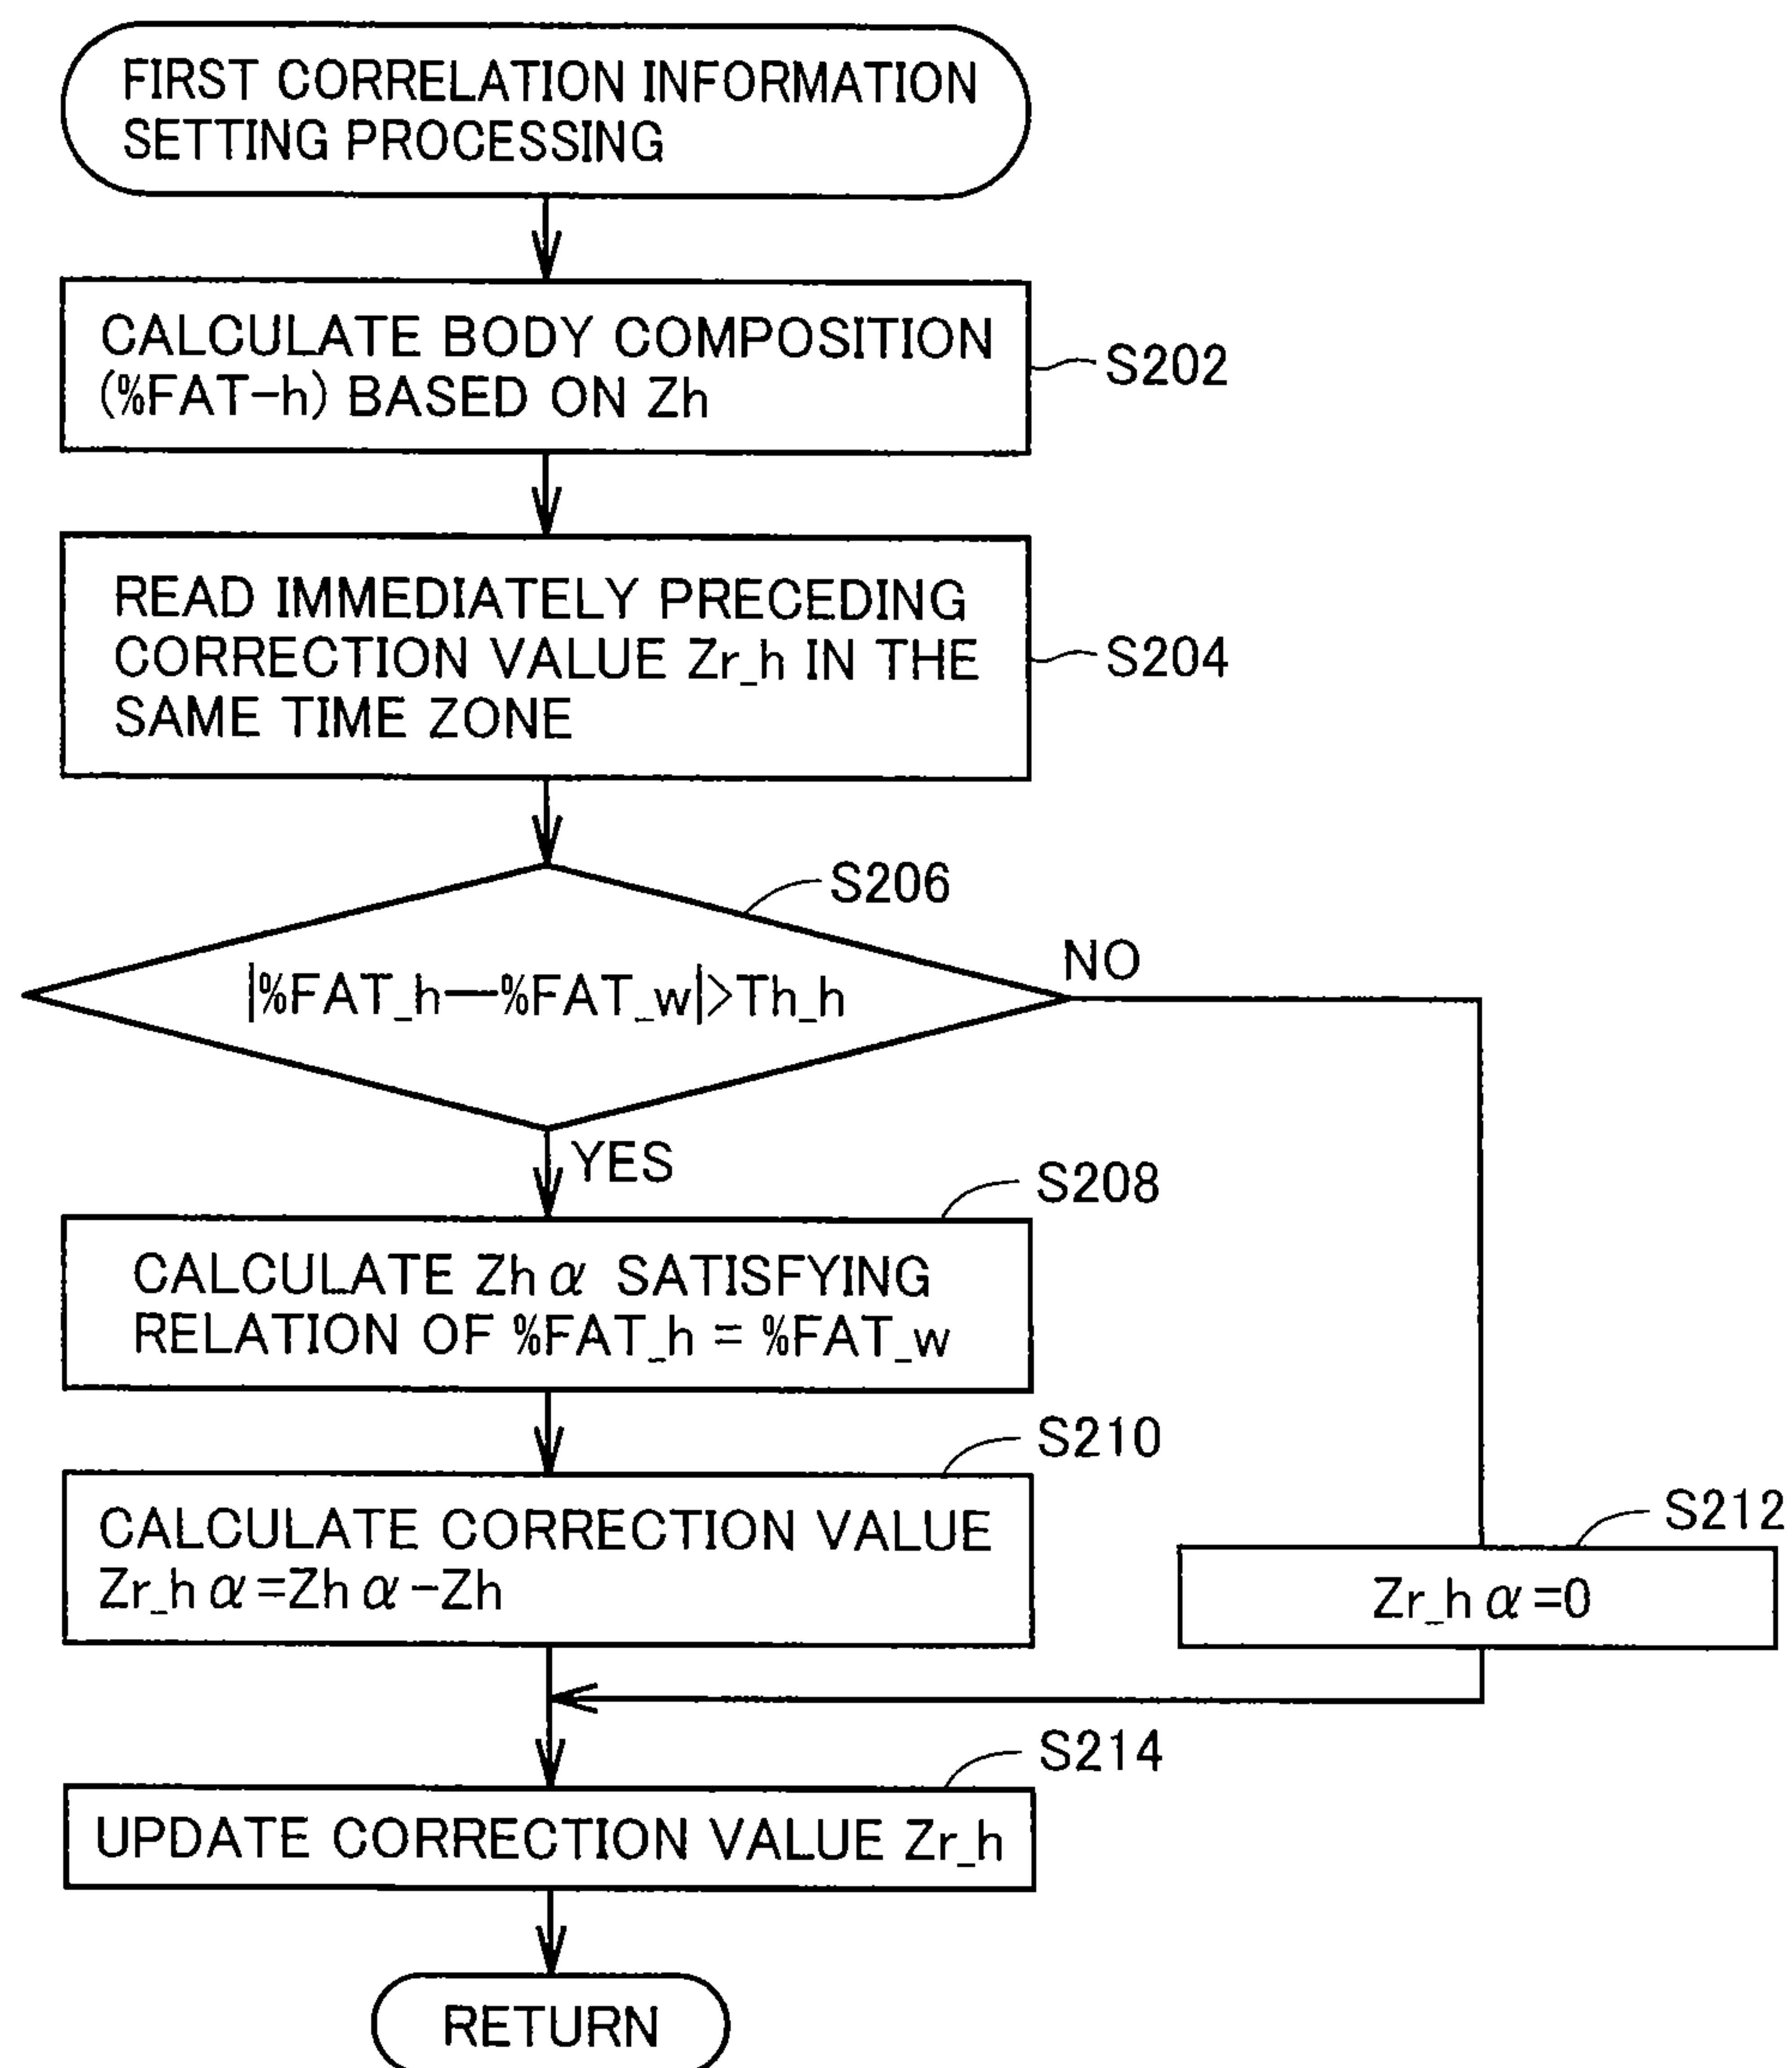 FIRST CORRELATION INFORMATION
SETTING PROCESSING
CALCULATE BODY COMPOSITION
(%FAT-h) BASED ON Zh
S202
READ IMMEDIATELY PRECEDING
CORRECTION VALUE Zr_h IN THE
SAME TIME ZONE
S204
S206
|%FAT_h—%FAT_w|>Th_h
NO
YES
S208
CALCULATE Zhα SATISFYING
RELATION OF %FAT_h = %FAT_w
S210
CALCULATE CORRECTION VALUE
Zr_hα=Zhα-Zh
S212
Zr_hα=0
S214
UPDATE CORRECTION VALUE Zr_h
RETURN